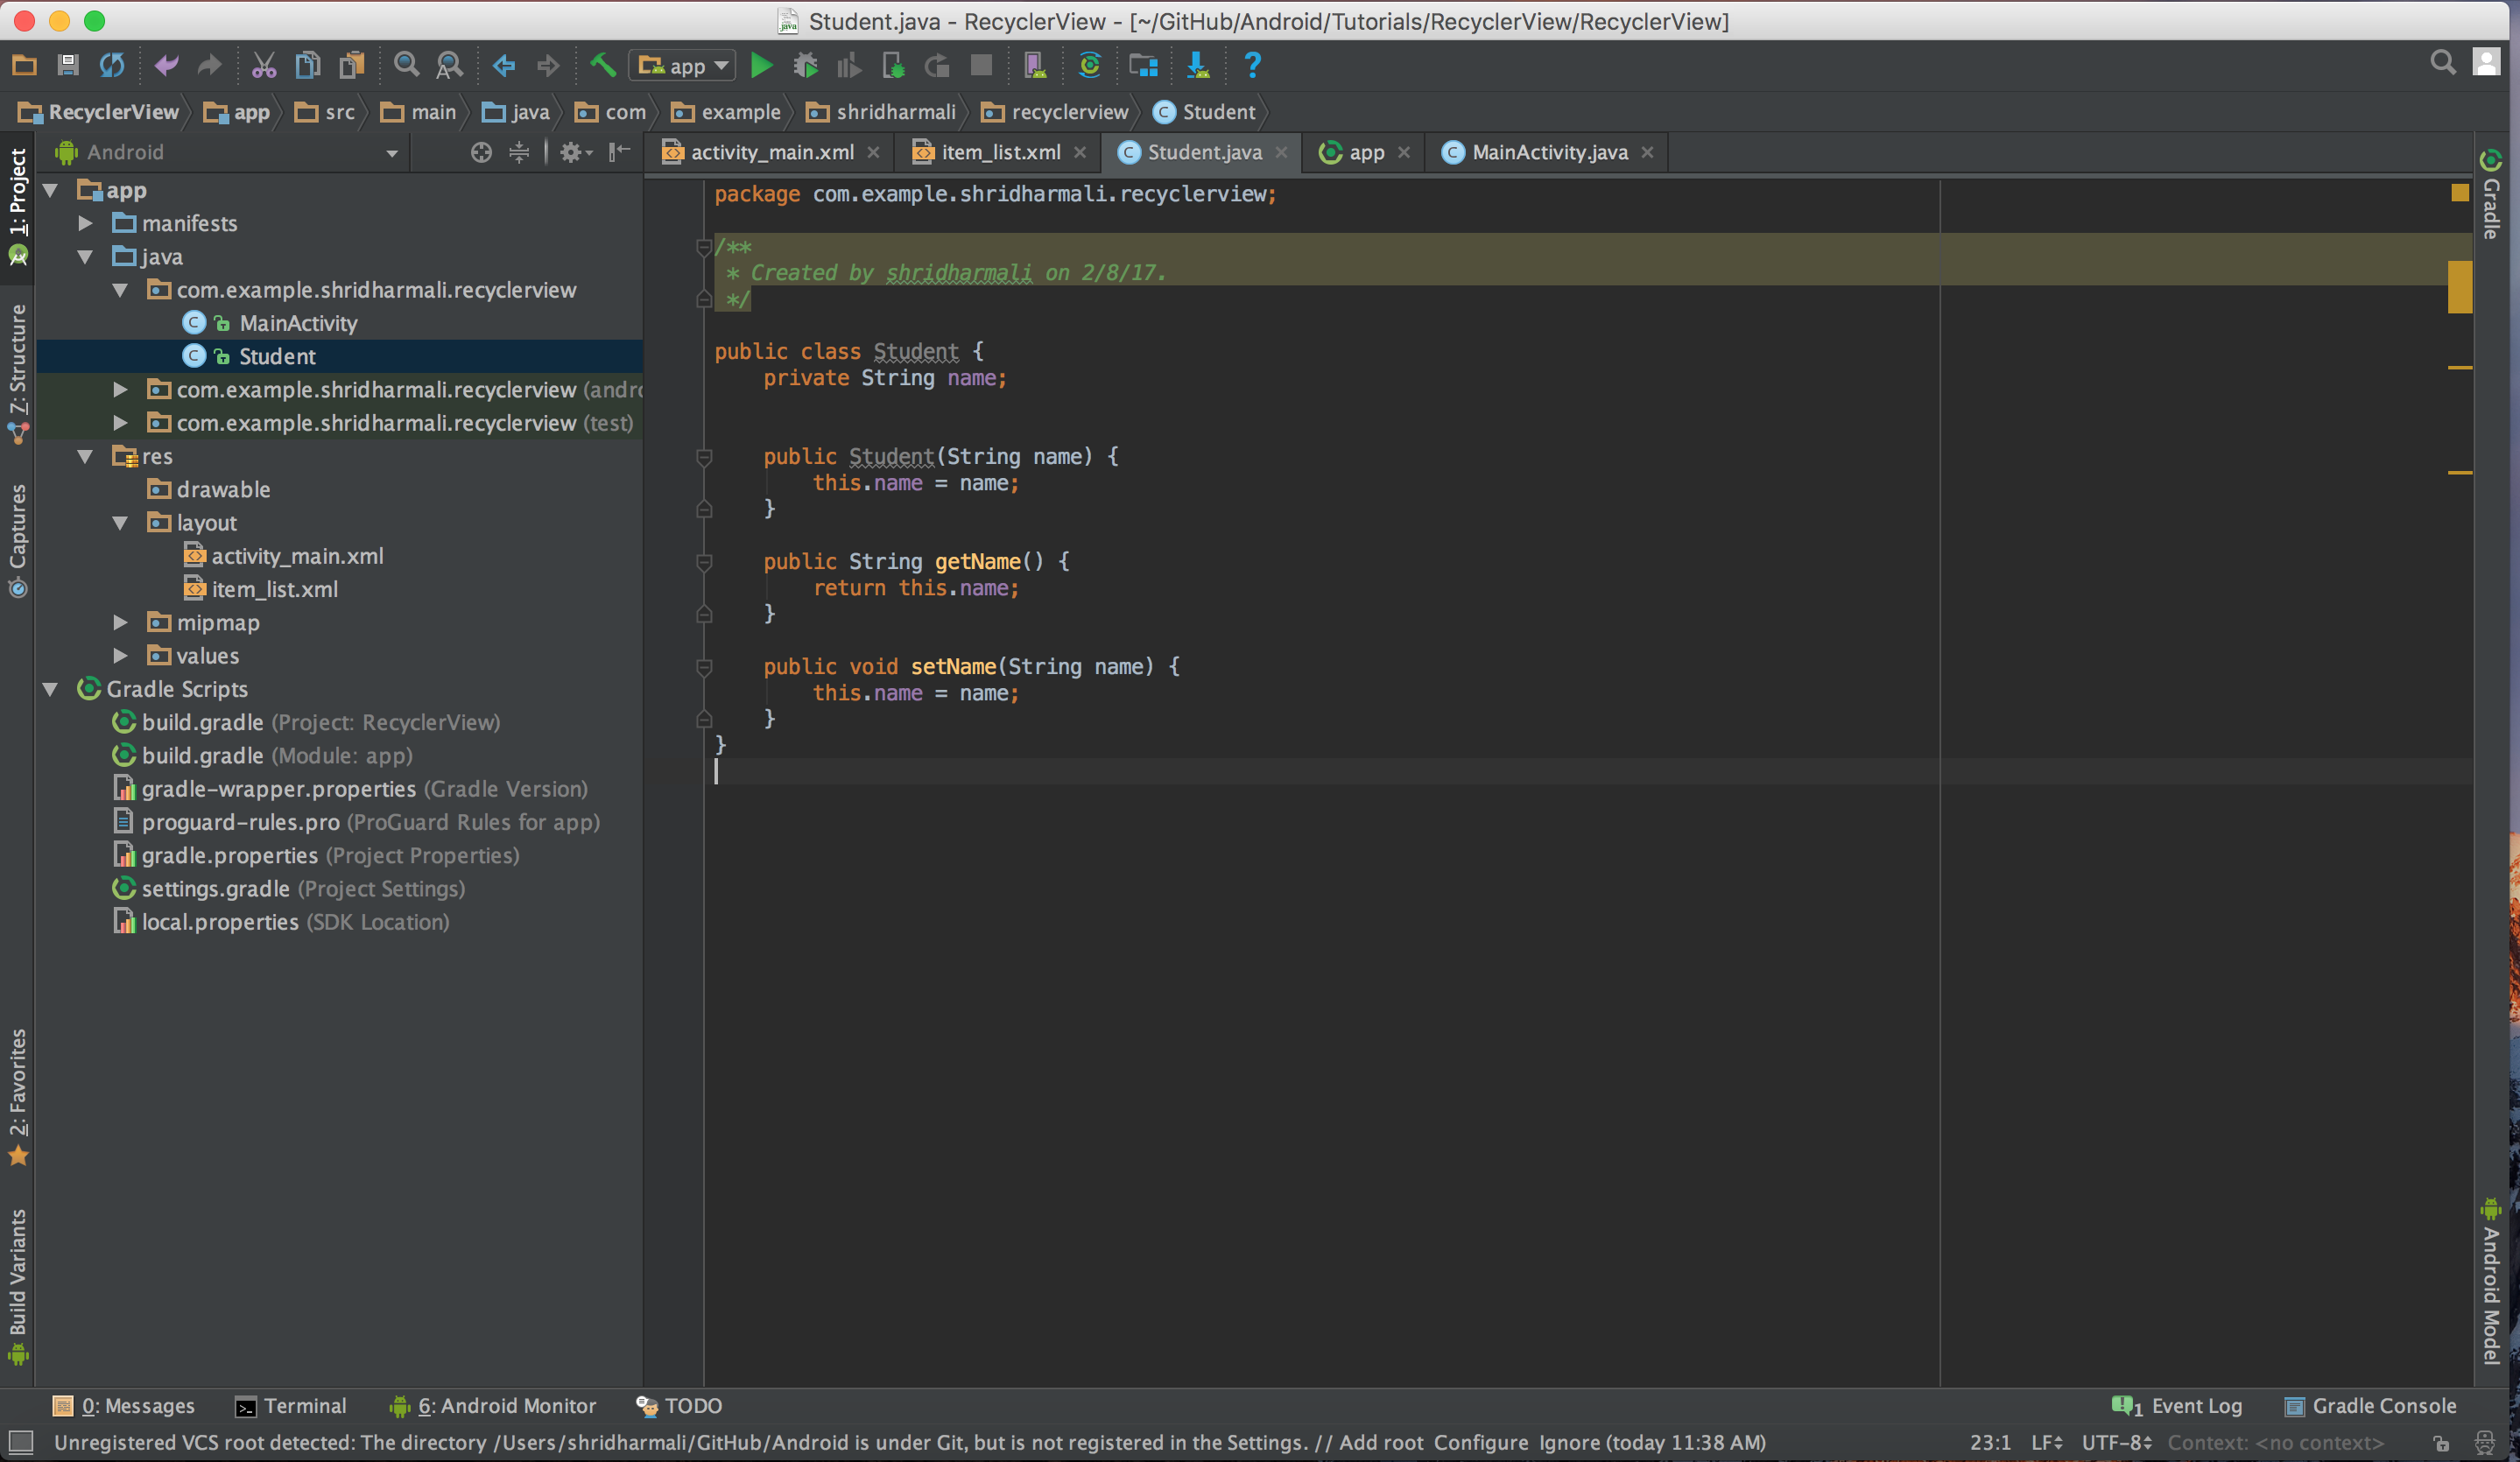 Student.java - RecyclerView - [~/GitHub/Android/Tutorials/RecyclerView/RecyclerView]
app
RecyclerView app src main java com example shridharmali recyclerview Student
Android
activity_main.xml item_list.xml Student.java app MainActivity.java
1: Project
Z: Structure
Captures
2: Favorites
Build Variants
app
manifests
java
com.example.shridharmali.recyclerview
MainActivity
Student
com.example.shridharmali.recyclerview (andro
com.example.shridharmali.recyclerview (test)
res
drawable
layout
activity_main.xml
item_list.xml
mipmap
values
Gradle Scripts
build.gradle (Project: RecyclerView)
build.gradle (Module: app)
gradle-wrapper.properties (Gradle Version)
proguard-rules.pro (ProGuard Rules for app)
gradle.properties (Project Properties)
settings.gradle (Project Settings)
local.properties (SDK Location)
package com.example.shridharmali.recyclerview;
/**
* Created by shridharmali on 2/8/17.
*/
public class Student {
private String name;
public Student(String name) {
this.name = name;
}
public String getName() {
return this.name;
}
public void setName(String name) {
this.name = name;
}
}
Gradle
Android Model
0: Messages Terminal 6: Android Monitor TODO 1 Event Log Gradle Console
Unregistered VCS root detected: The directory /Users/shridharmali/GitHub/Android is under Git, but is not registered in the Settings. // Add root Configure Ignore (today 11:38 AM) 23:1 LF UTF-8 Context: <no context>